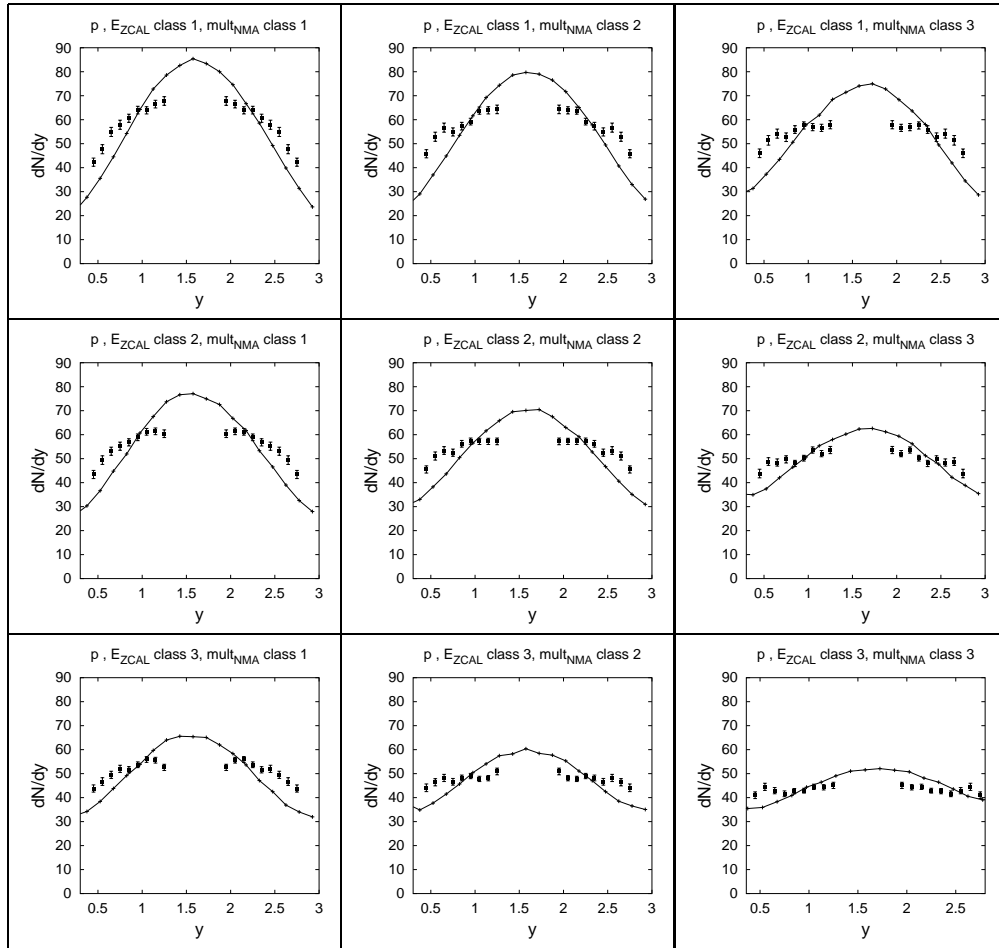 p , E_ZCAL class 1, mult_NMA class 1
90
80
70
60
50
40
30
20
10
0
dN/dy
0.5 1 1.5 2 2.5 3
y
p , E_ZCAL class 1, mult_NMA class 2
90
80
70
60
50
40
30
20
10
0
dN/dy
0.5 1 1.5 2 2.5 3
y
p , E_ZCAL class 1, mult_NMA class 3
90
80
70
60
50
40
30
20
10
0
dN/dy
0.5 1 1.5 2 2.5 3
y
p , E_ZCAL class 2, mult_NMA class 1
90
80
70
60
50
40
30
20
10
0
dN/dy
0.5 1 1.5 2 2.5 3
y
p , E_ZCAL class 2, mult_NMA class 2
90
80
70
60
50
40
30
20
10
0
dN/dy
0.5 1 1.5 2 2.5 3
y
p , E_ZCAL class 2, mult_NMA class 3
90
80
70
60
50
40
30
20
10
0
dN/dy
0.5 1 1.5 2 2.5 3
y
p , E_ZCAL class 3, mult_NMA class 1
90
80
70
60
50
40
30
20
10
0
dN/dy
0.5 1 1.5 2 2.5 3
y
p , E_ZCAL class 3, mult_NMA class 2
90
80
70
60
50
40
30
20
10
0
dN/dy
0.5 1 1.5 2 2.5 3
y
p , E_ZCAL class 3, mult_NMA class 3
90
80
70
60
50
40
30
20
10
0
dN/dy
0.5 1 1.5 2 2.5
y